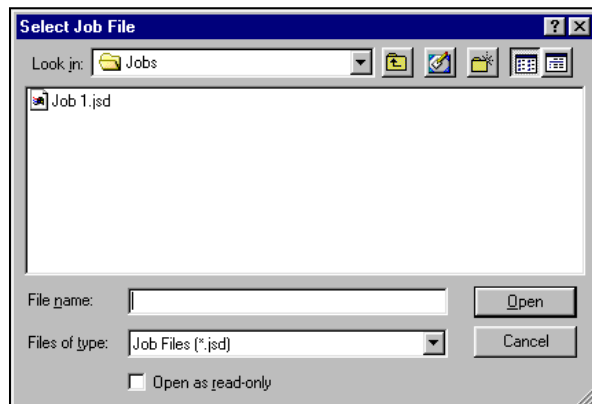 Select Job File
Look in: Jobs
Job 1.jsd
File name: Open
Files of type: Job Files (*.jsd) Cancel
Open as read-only